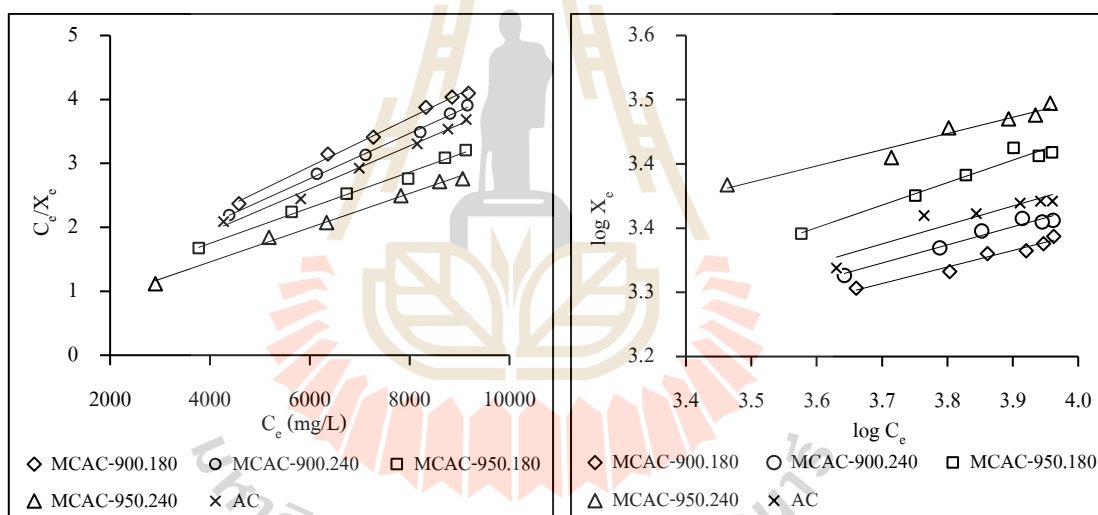 5
4
3
2
1
0
C_e/X_e
2000 4000 6000 8000 10000
C_e (mg/L)
MCAC-900.180 MCAC-900.240 MCAC-950.180
MCAC-950.240 AC
3.6
3.5
3.4
3.4
3.3
3.2
log X_e
3.4 3.5 3.6 3.7 3.8 3.9 4.0
log C_e
MCAC-900.180 MCAC-900.240 MCAC-950.180
MCAC-950.240 AC